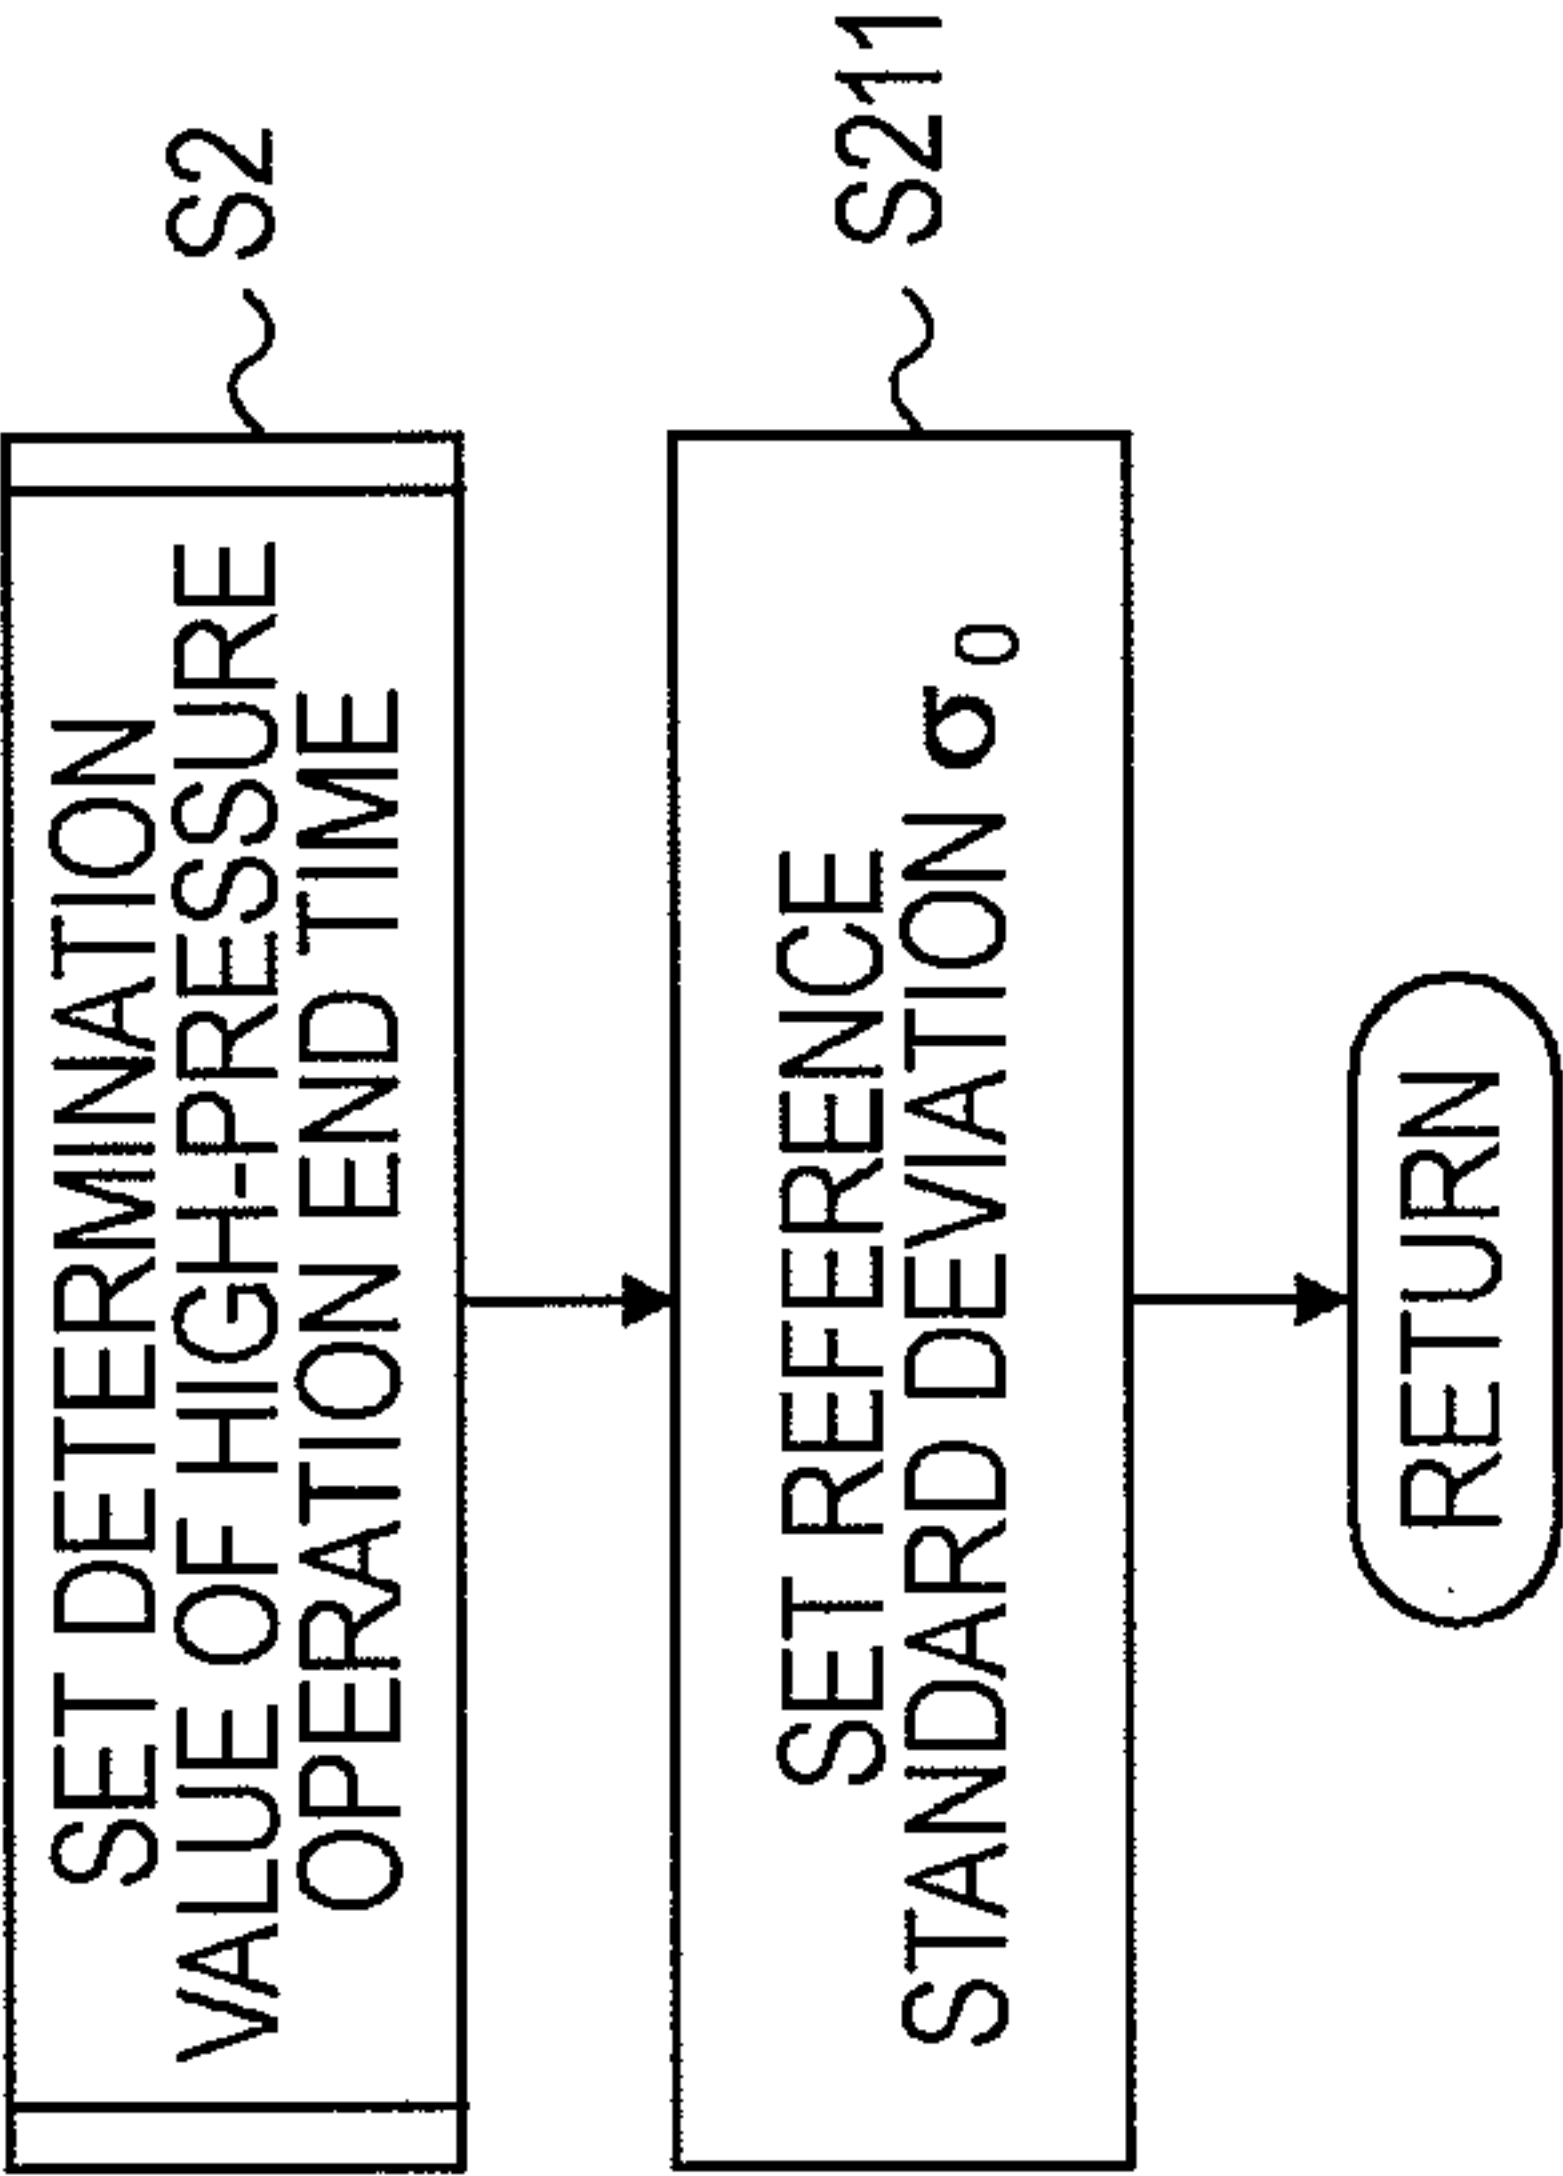 SET DETERMINATION
VALUE OF HIGH-PRESSURE
OPERATION END TIME
S2
SET REFERENCE
STANDARD DEVIATION σ0
S211
RETURN